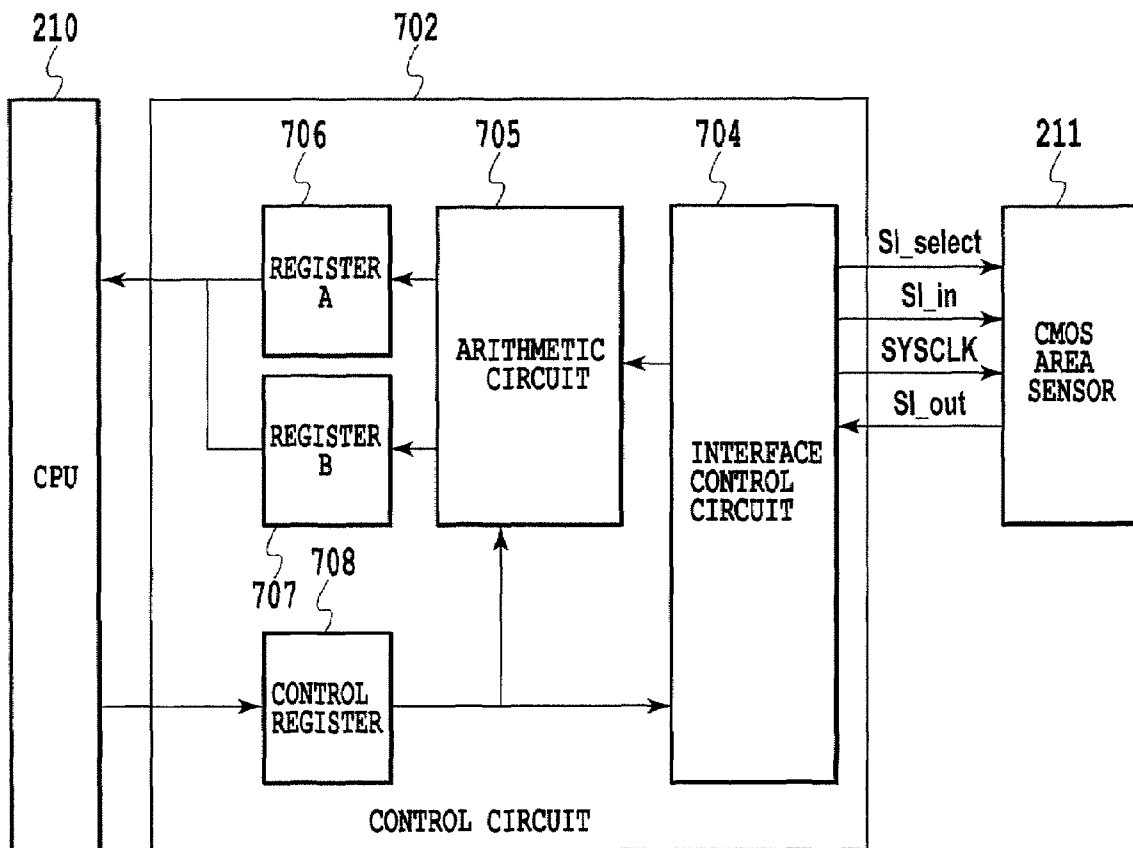 210
702
706
705
704
211
REGISTER
A
ARITHMETIC
CIRCUIT
SI_select
SI_in
SYSCLK
SI_out
CMOS
AREA
SENSOR
REGISTER
B
CPU
INTERFACE
CONTROL
CIRCUIT
707
708
CONTROL
REGISTER
CONTROL CIRCUIT